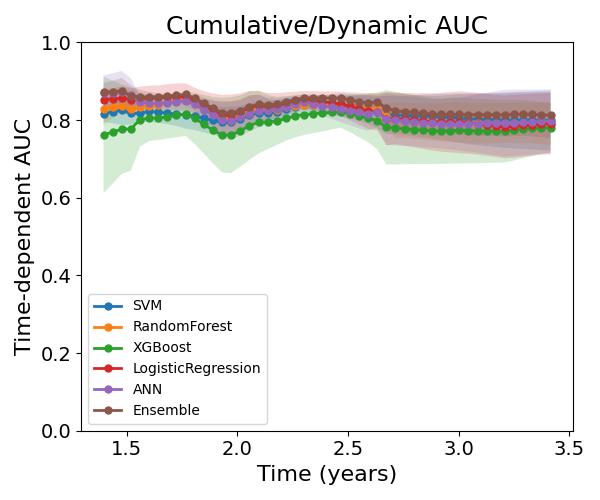 Cumulative/Dynamic AUC
Time-dependent AUC
1.0
0.8
0.6
0.4
0.2
0.0
SVM
RandomForest
XGBoost
LogisticRegression
ANN
Ensemble
1.5 2.0 2.5 3.0 3.5
Time (years)